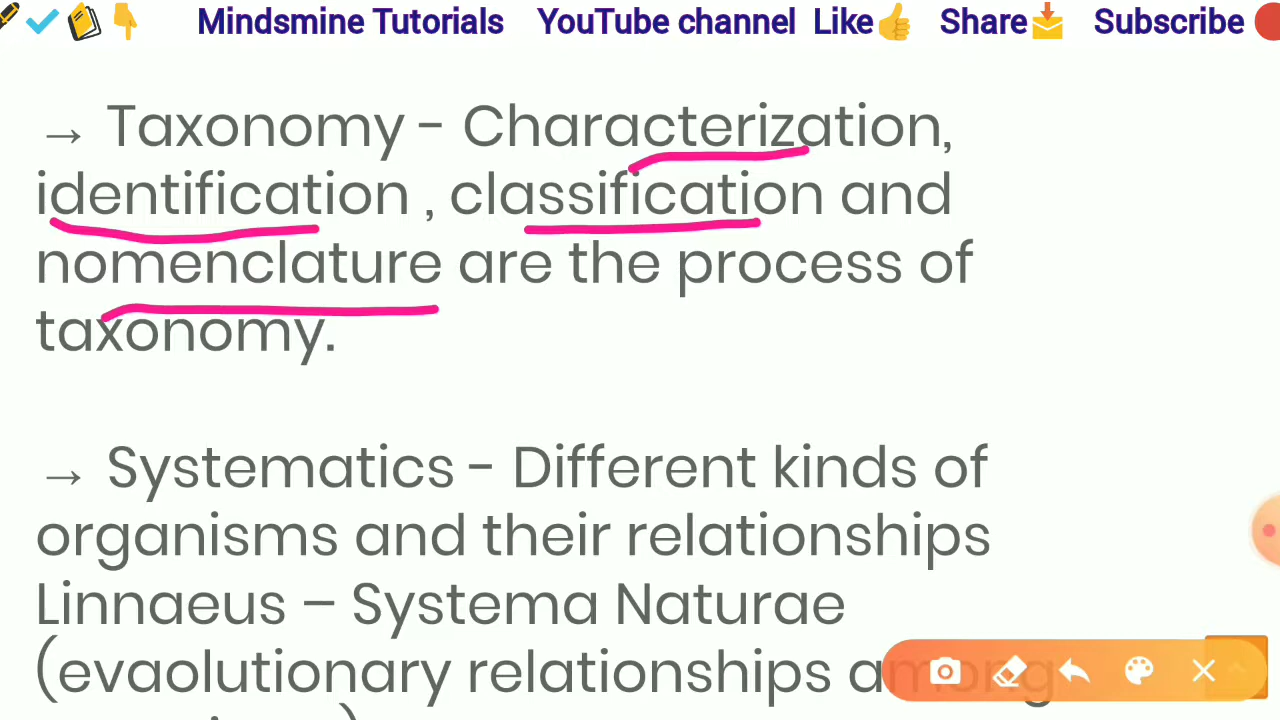 Mindsmine Tutorials YouTube channel Like Share Subscribe
→ Taxonomy - Characterization,
identification , classification and
nomenclature are the process of
taxonomy.
→ Systematics - Different kinds of
organisms and their relationships
Linnaeus – Systema Naturae
(evaolutionary relationships among